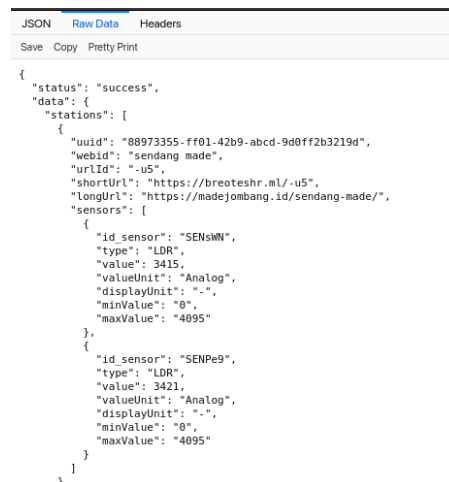 JSON Raw Data Headers
Save Copy Pretty Print
{
  "status": "success",
  "data": {
    "stations": [
      {
        "uuid": "88973355-ff01-42b9-abcd-9d0ff2b3219d",
        "webid": "sendang made",
        "urlId": "-u5",
        "shortUrl": "https://breoteshr.ml/-u5",
        "longUrl": "https://madejombang.id/sendang-made/",
        "sensors": [
          {
            "id_sensor": "SENsWN",
            "type": "LDR",
            "value": 3415,
            "valueUnit": "Analog",
            "displayUnit": "-",
            "minValue": "0",
            "maxValue": "4095"
          },
          {
            "id_sensor": "SENPe9",
            "type": "LDR",
            "value": 3421,
            "valueUnit": "Analog",
            "displayUnit": "-",
            "minValue": "0",
            "maxValue": "4095"
          }
        ]
      }